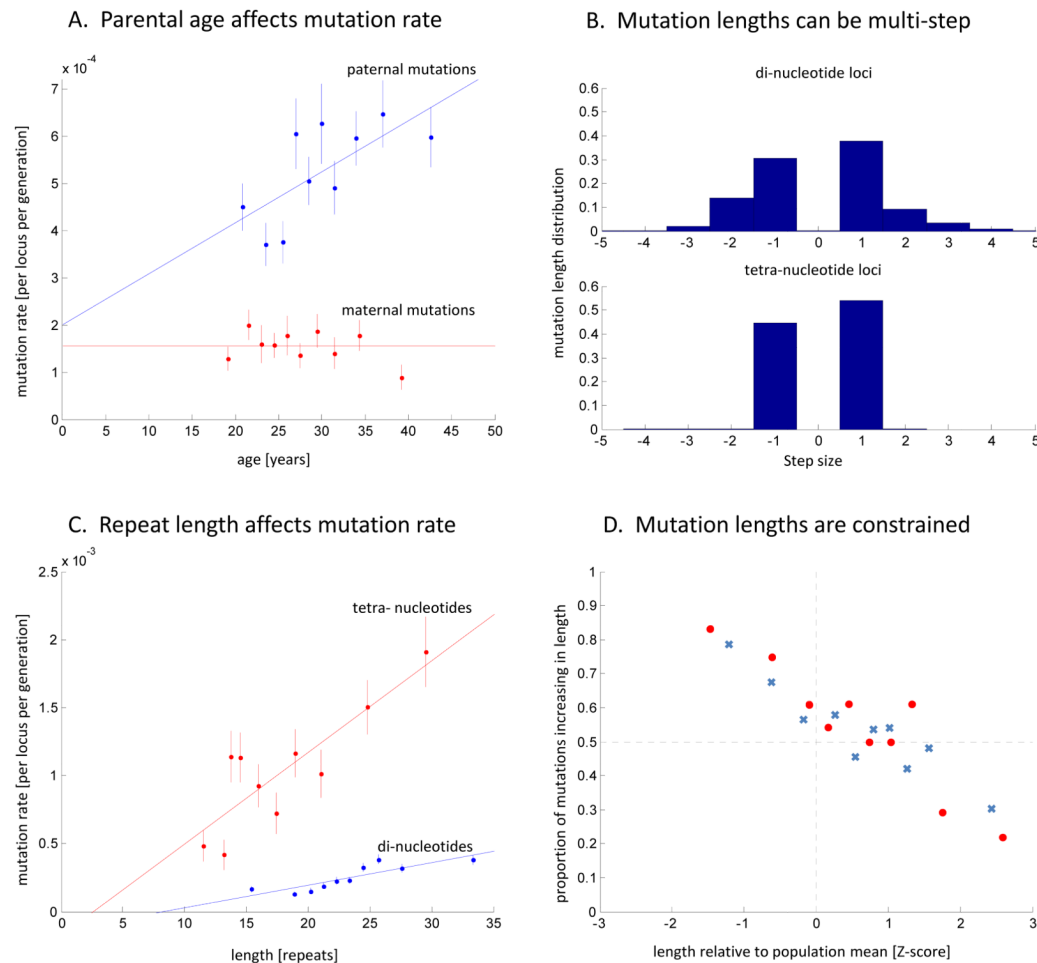 A. Parental age affects mutation rate
x 10⁻⁴
7
6
5
4
3
2
1
0
mutation rate [per locus per generation]
paternal mutations
maternal mutations
0 5 10 15 20 25 30 35 40 45 50
age [years]
B. Mutation lengths can be multi-step
di-nucleotide loci
0.6
0.5
0.4
0.3
0.2
0.1
0
-5 -4 -3 -2 -1 0 1 2 3 4 5
mutation length distribution
tetra-nucleotide loci
0.6
0.5
0.4
0.3
0.2
0.1
0
-5 -4 -3 -2 -1 0 1 2 3 4 5
Step size
C. Repeat length affects mutation rate
x 10⁻³
2.5
2
1.5
1
0.5
0
mutation rate [per locus per generation]
tetra- nucleotides
di-nucleotides
0 5 10 15 20 25 30 35
length [repeats]
D. Mutation lengths are constrained
1
0.9
0.8
0.7
0.6
0.5
0.4
0.3
0.2
0.1
0
proportion of mutations increasing in length
-3 -2 -1 0 1 2 3
length relative to population mean [Z-score]